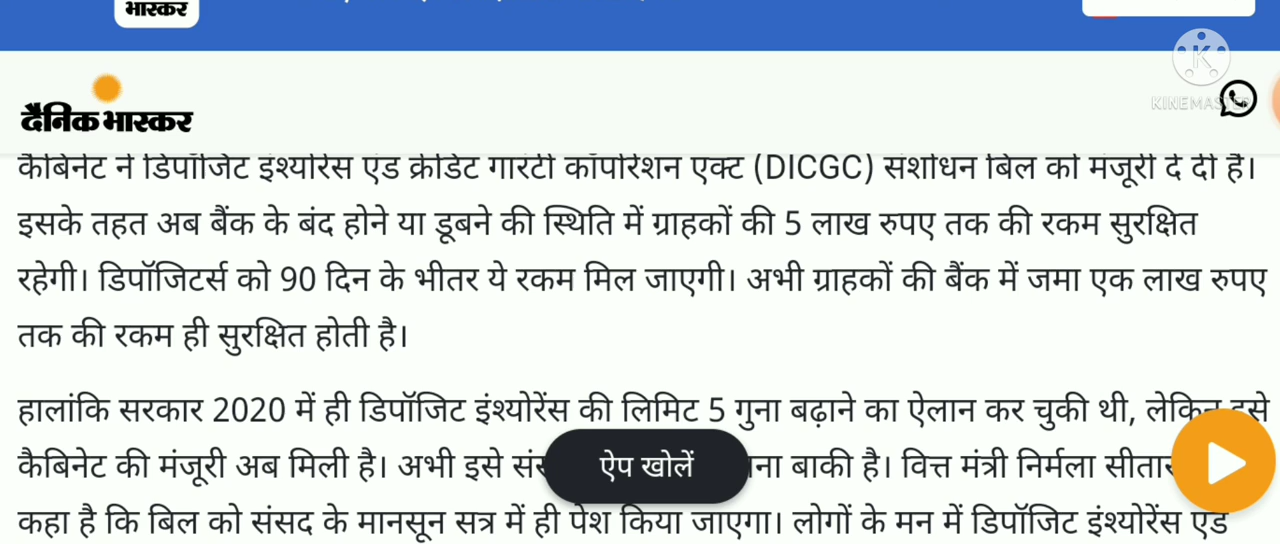 भास्कर
KINEMASTER
दैनिक भास्कर
कैबिनेट ने डिपॉजिट इंश्योरेंस एंड क्रेडिट गारंटी कॉर्पोरेशन एक्ट (DICGC) संशोधन बिल को मंजूरी दे दी है।
इसके तहत अब बैंक के बंद होने या डूबने की स्थिति में ग्राहकों की 5 लाख रुपए तक की रकम सुरक्षित
रहेगी। डिपॉजिटर्स को 90 दिन के भीतर ये रकम मिल जाएगी। अभी ग्राहकों की बैंक में जमा एक लाख रुपए
तक की रकम ही सुरक्षित होती है।
हालांकि सरकार 2020 में ही डिपॉजिट इंश्योरेंस की लिमिट 5 गुना बढ़ाने का ऐलान कर चुकी थी, लेकिन इसे
कैबिनेट की मंजूरी अब मिली है। अभी इसे ऐप खोलें बाकी है। वित्त मंत्री निर्मला
कहा है कि बिल को संसद के मानसून सत्र में ही पेश किया जाएगा। लोगों के मन में डिपॉजिट इंश्योरेंस एंड